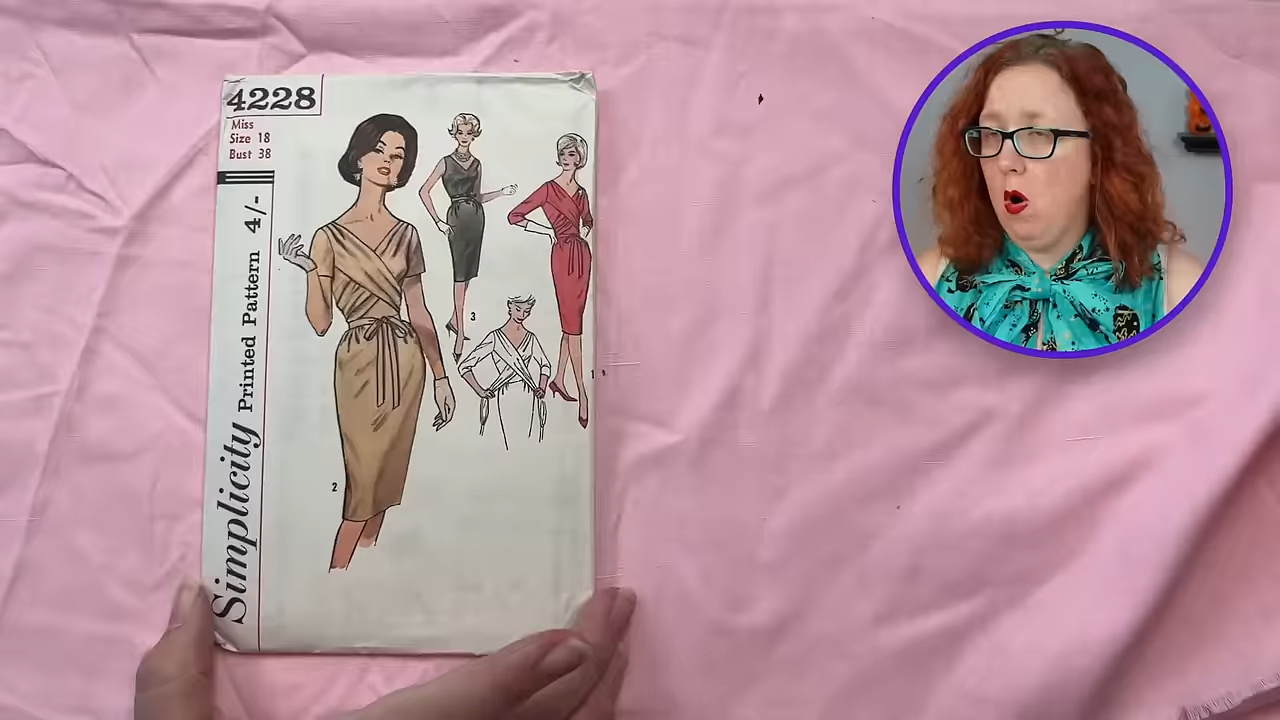 4228
Miss
Size 18
Bust 38
Simplicity Printed Pattern 4/-
3
1
2